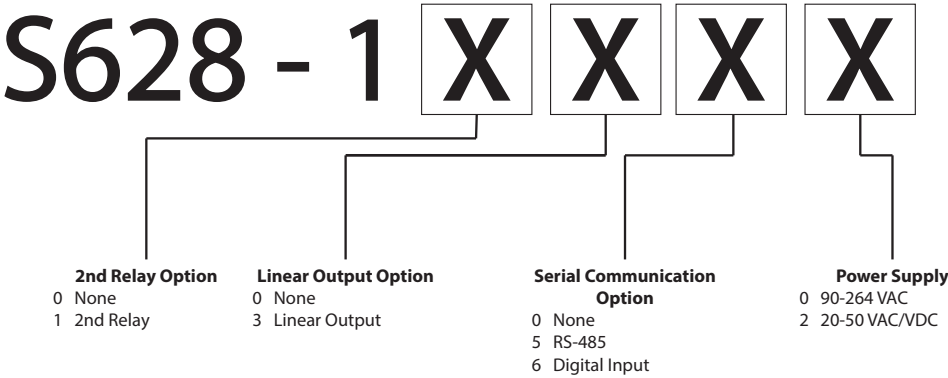 S628 - 1 X X X X
2nd Relay Option
0 None
1 2nd Relay
Linear Output Option
0 None
3 Linear Output
Serial Communication
Option
0 None
5 RS-485
6 Digital Input
Power Supply
0 90-264 VAC
2 20-50 VAC/VDC